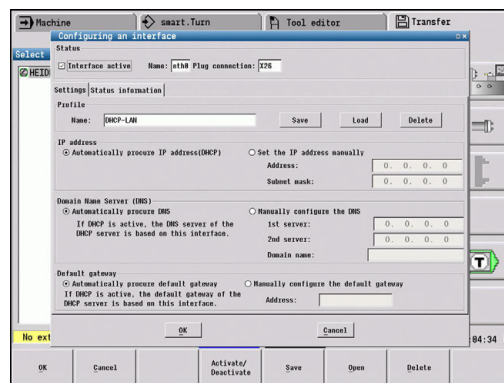 Machine
smart.Turn
Tool editor
Transfer
Configuring an interface
Select
Status
Interface active
Name: eth0
Plug connection: X26
Settings
Status information
Profile
Name: DHCP-LAN
Save
Load
Delete
IP address
Automatically procure IP address(DHCP)
Set the IP address manually
Address: 0. 0. 0. 0
Subnet mask: 0. 0. 0. 0
Domain Name Server (DNS)
Automatically procure DNS
If DHCP is active, the DNS server of the
DHCP server is based on this interface.
Manually configure the DNS
1st server: 0. 0. 0. 0
2nd server: 0. 0. 0. 0
Domain name:
Default gateway
Automatically procure default gateway
If DHCP is active, the default gateway of the
DHCP server is based on this interface.
Manually configure the default gateway
Address:
OK
Cancel
HEID
T
No ext
:04:34
OK
Cancel
Activate/
Deactivate
Save
Open
Delete